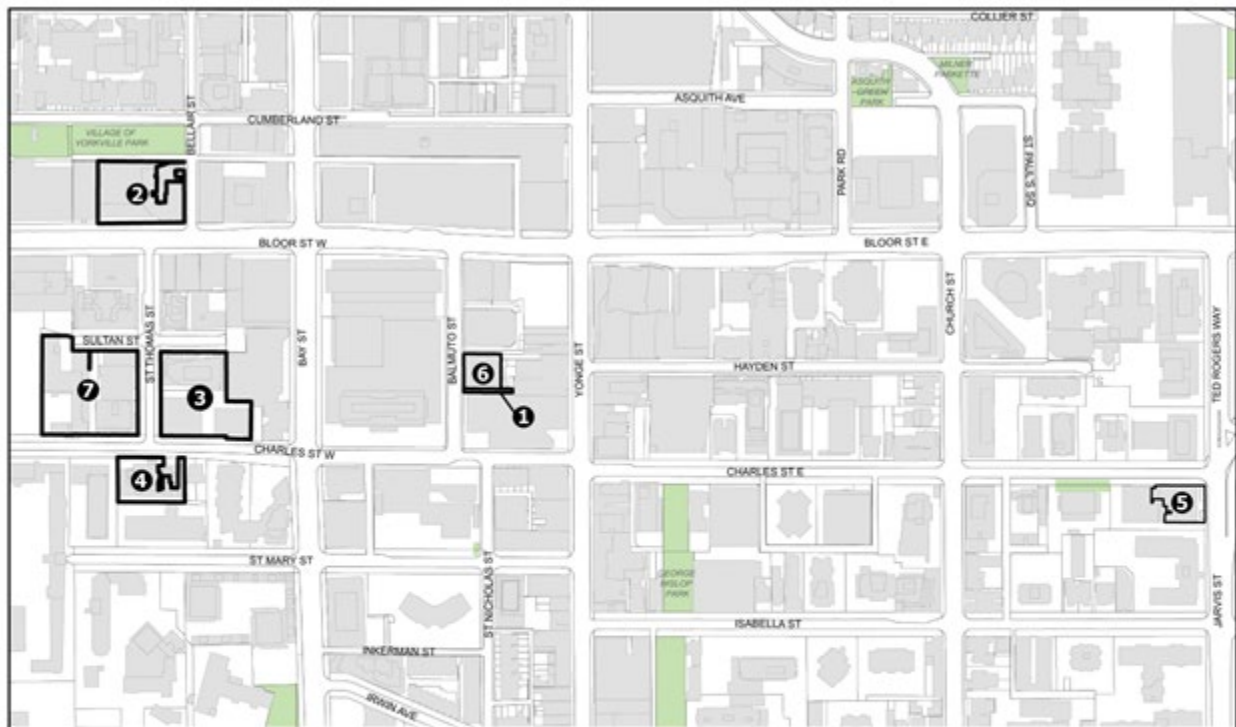 COLLIER ST
MILNER
PARKETTE
ASQUITH
GREEN
PARK
ASQUITH AVE
CUMBERLAND ST
BELLAIR ST
VILLAGE OF
YORKVILLE PARK
PARK RD
ST PAUL'S SQ
2
BLOOR ST W
BLOOR ST E
CHURCH ST
TED ROGERS WAY
ST THOMAS ST
SULTAN ST
BAY ST
BALMUTO ST
YONGE ST
HAYDEN ST
7
3
6
1
CHARLES ST W
CHARLES ST E
4
5
ST MARY ST
ST NICHOLAS ST
GEORGE
HISLOP
PARK
JARVIS ST
ISABELLA ST
INKERMAN ST
IRWIN AVE